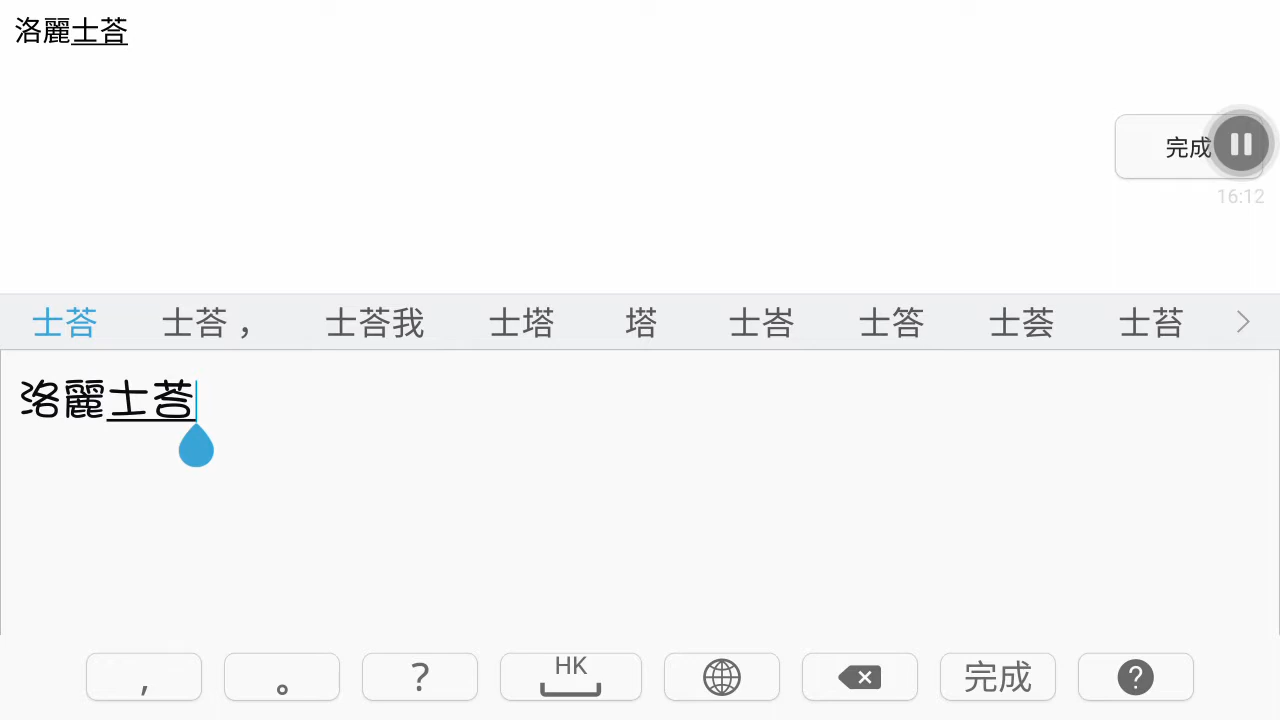 洛麗士荅
完成
16:12
士荅 士荅， 士荅我 士塔 塔 士峇 士答 士荟 士苔
洛麗士荅
， 。 ? HK 完成 ?